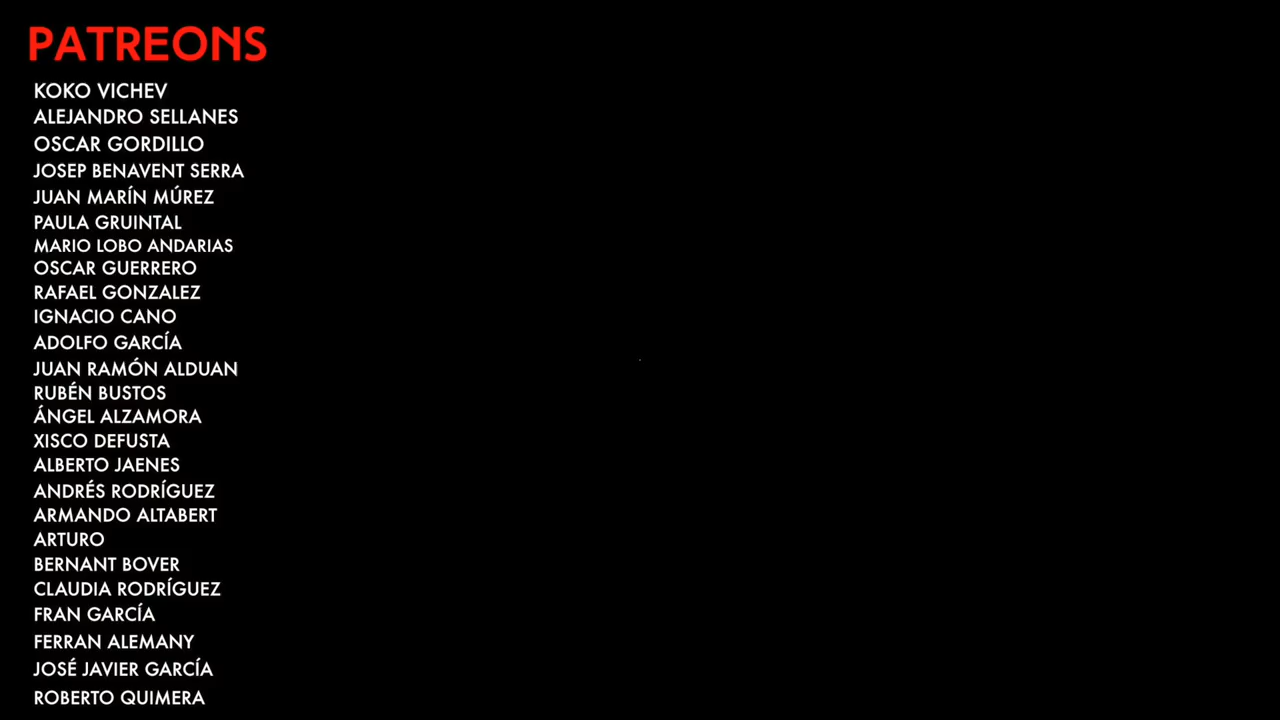 PATREONS
KOKO VICHEV
ALEJANDRO SELLANES
OSCAR GORDILLO
JOSEP BENAVENT SERRA
JUAN MARÍN MÚREZ
PAULA GRUINTAL
MARIO LOBO ANDARIAS
OSCAR GUERRERO
RAFAEL GONZALEZ
IGNACIO CANO
ADOLFO GARCÍA
JUAN RAMÓN ALDUAN
RUBÉN BUSTOS
ÁNGEL ALZAMORA
XISCO DEFUSTA
ALBERTO JAENES
ANDRÉS RODRÍGUEZ
ARMANDO ALTABERT
ARTURO
BERNANT BOVER
CLAUDIA RODRÍGUEZ
FRAN GARCÍA
FERRAN ALEMANY
JOSÉ JAVIER GARCÍA
ROBERTO QUIMERA